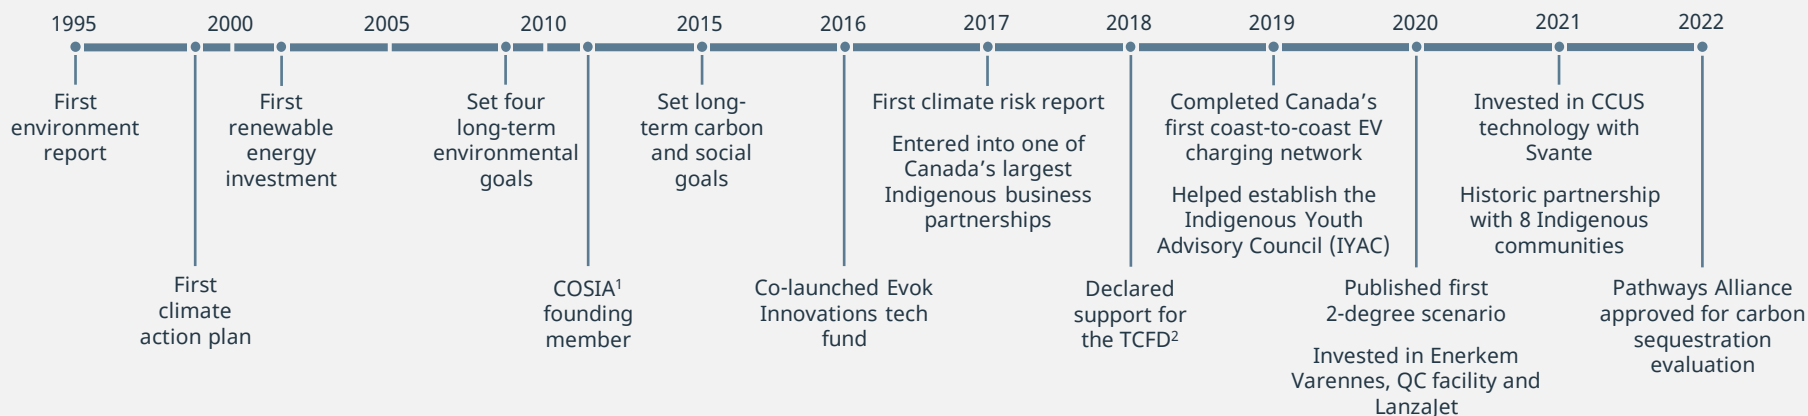 1995 2000 2005 2010 2015 2016 2017 2018 2019 2020 2021 2022
First
environment
report
First
climate
action plan
First
renewable
energy
investment
Set four
long-term
environmental
goals
COSIA¹
founding
member
Set long-
term carbon
and social
goals
Co-launched Evok
Innovations tech
fund
First climate risk report
Entered into one of
Canada’s largest
Indigenous business
partnerships
Declared
support for
the TCFD²
Completed Canada’s
first coast-to-coast EV
charging network
Helped establish the
Indigenous Youth
Advisory Council (IYAC)
Published first
2-degree scenario
Invested in Enerkem
Varennes, QC facility and
LanzaJet
Invested in CCUS
technology with
Svante
Historic partnership
with 8 Indigenous
communities
Pathways Alliance
approved for carbon
sequestration
evaluation